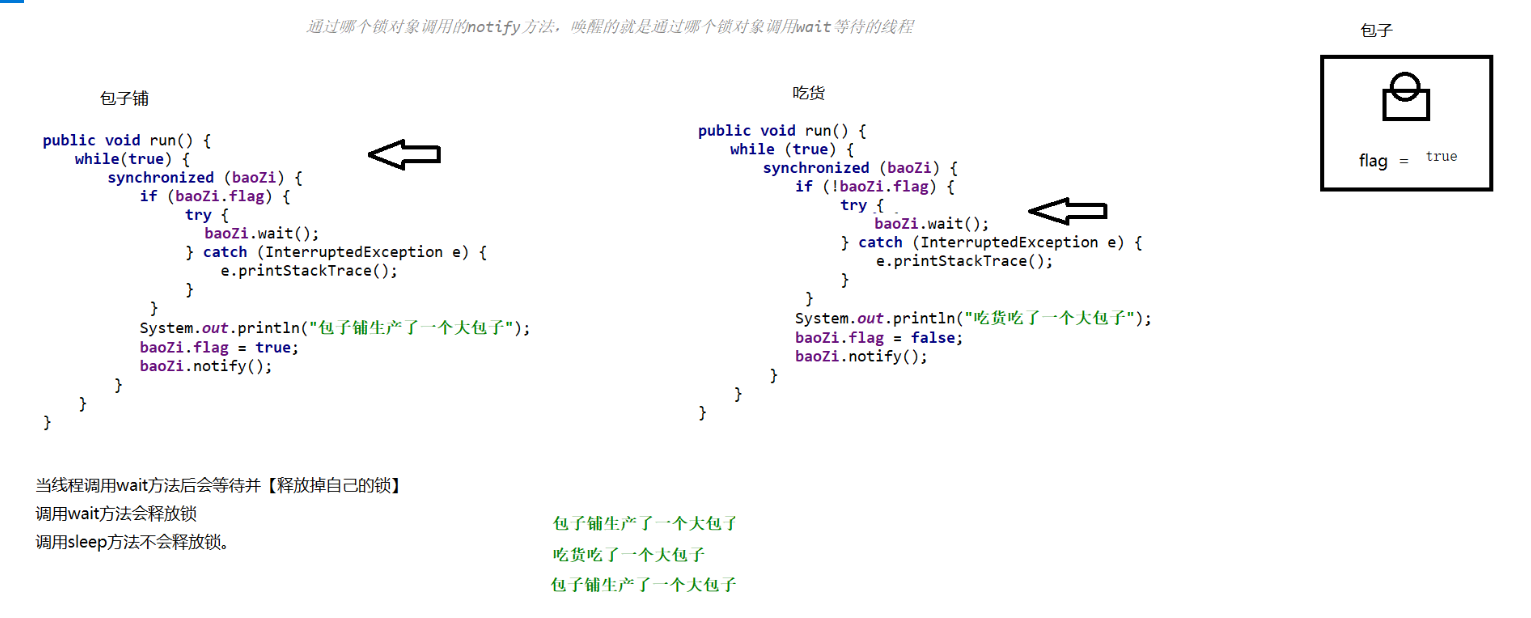 通过哪个锁对象调用的notify方法，唤醒的就是通过哪个锁对象调用wait等待的线程
包子铺
public void run() {
while(true) {
synchronized (baoZi) {
if (baoZi.flag) {
try {
baoZi.wait();
} catch (InterruptedException e) {
e.printStackTrace();
}
}
System.out.println("包子铺生产了一个大包子");
baoZi.flag = true;
baoZi.notify();
}
}
}
吃货
public void run() {
while (true) {
synchronized (baoZi) {
if (!baoZi.flag) {
try {
baoZi.wait();
} catch (InterruptedException e) {
e.printStackTrace();
}
}
System.out.println("吃货吃了一个大包子");
baoZi.flag = false;
baoZi.notify();
}
}
}
包子
flag = true
当线程调用wait方法后会等待并【释放掉自己的锁】
调用wait方法会释放锁
调用sleep方法不会释放锁。
包子铺生产了一个大包子
吃货吃了一个大包子
包子铺生产了一个大包子